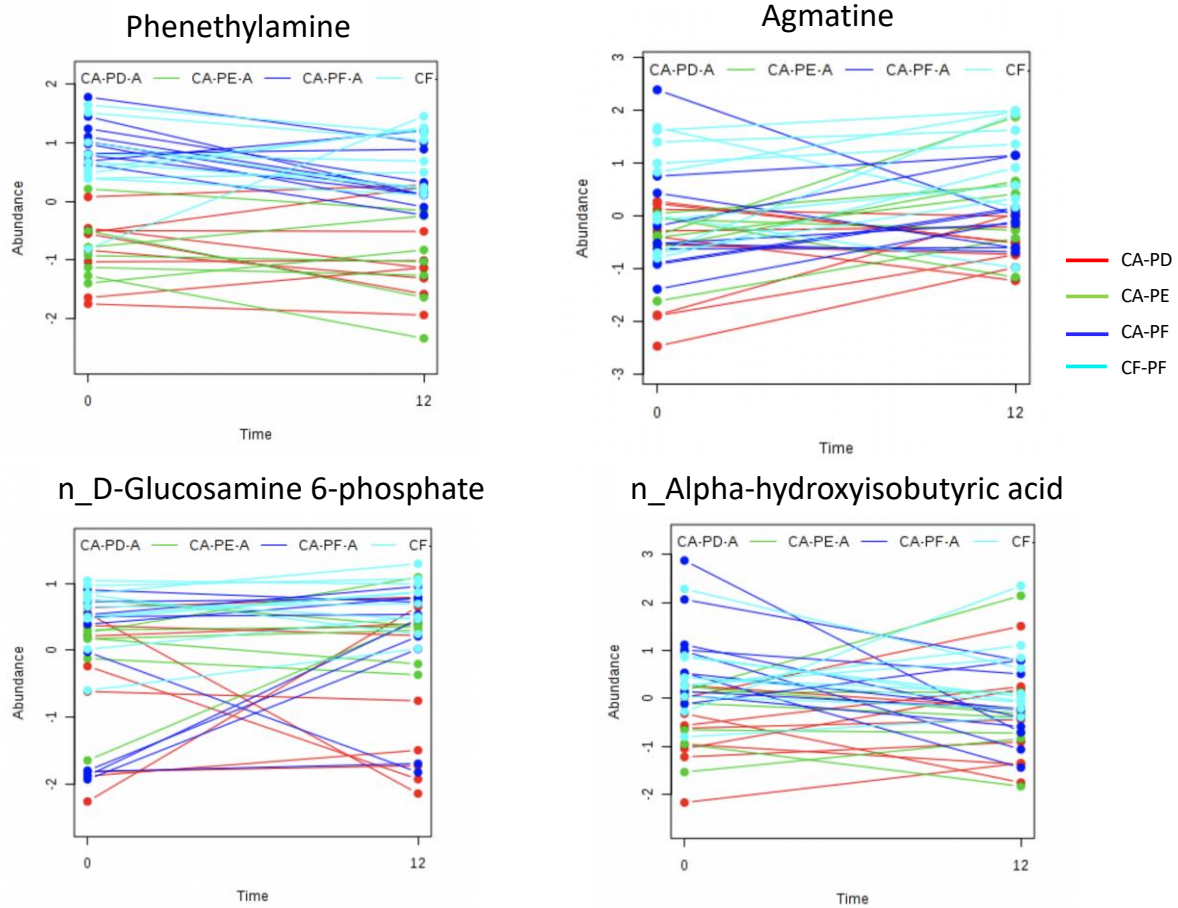 Phenethylamine
CA-PD-A CA-PE-A CA-PF-A CF-
2
1
0
-1
-2
Abundance
0 12
Time
Agmatine
CA-PD-A CA-PE-A CA-PF-A CF-
3
2
1
0
-1
-2
-3
Abundance
0 12
Time
CA-PD
CA-PE
CA-PF
CF-PF
n_D-Glucosamine 6-phosphate
CA-PD-A CA-PE-A CA-PF-A CF-
1
0
-1
-2
Abundance
0 12
Time
n_Alpha-hydroxyisobutyric acid
CA-PD-A CA-PE-A CA-PF-A CF-
3
2
1
0
-1
-2
Abundance
0 12
Time